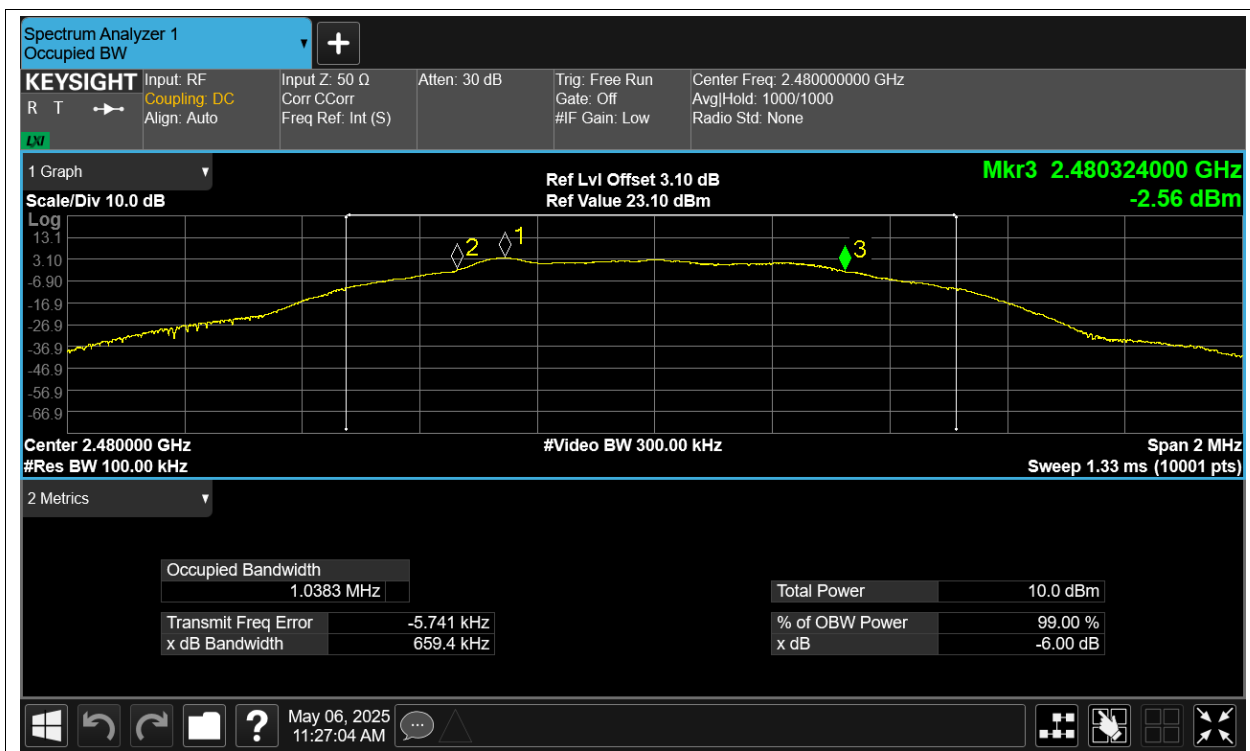 Spectrum Analyzer 1
Occupied BW
KEYSIGHT
R T
LXI
Input: RF
Coupling: DC
Align: Auto
Input Z: 50 Ω
Corr CCorr
Freq Ref: Int (S)
Atten: 30 dB
Trig: Free Run
Gate: Off
#IF Gain: Low
Center Freq: 2.480000000 GHz
Avg|Hold: 1000/1000
Radio Std: None
1 Graph
Scale/Div 10.0 dB
Ref Lvl Offset 3.10 dB
Ref Value 23.10 dBm
Mkr3 2.480324000 GHz
-2.56 dBm
Log
13.1
3.10
-6.90
-16.9
-26.9
-36.9
-46.9
-56.9
-66.9
2
1
3
Center 2.480000 GHz
#Res BW 100.00 kHz
#Video BW 300.00 kHz
Span 2 MHz
Sweep 1.33 ms (10001 pts)
2 Metrics
Occupied Bandwidth
1.0383 MHz
Transmit Freq Error -5.741 kHz
x dB Bandwidth 659.4 kHz
Total Power 10.0 dBm
% of OBW Power 99.00 %
x dB -6.00 dB
?
May 06, 2025
11:27:04 AM